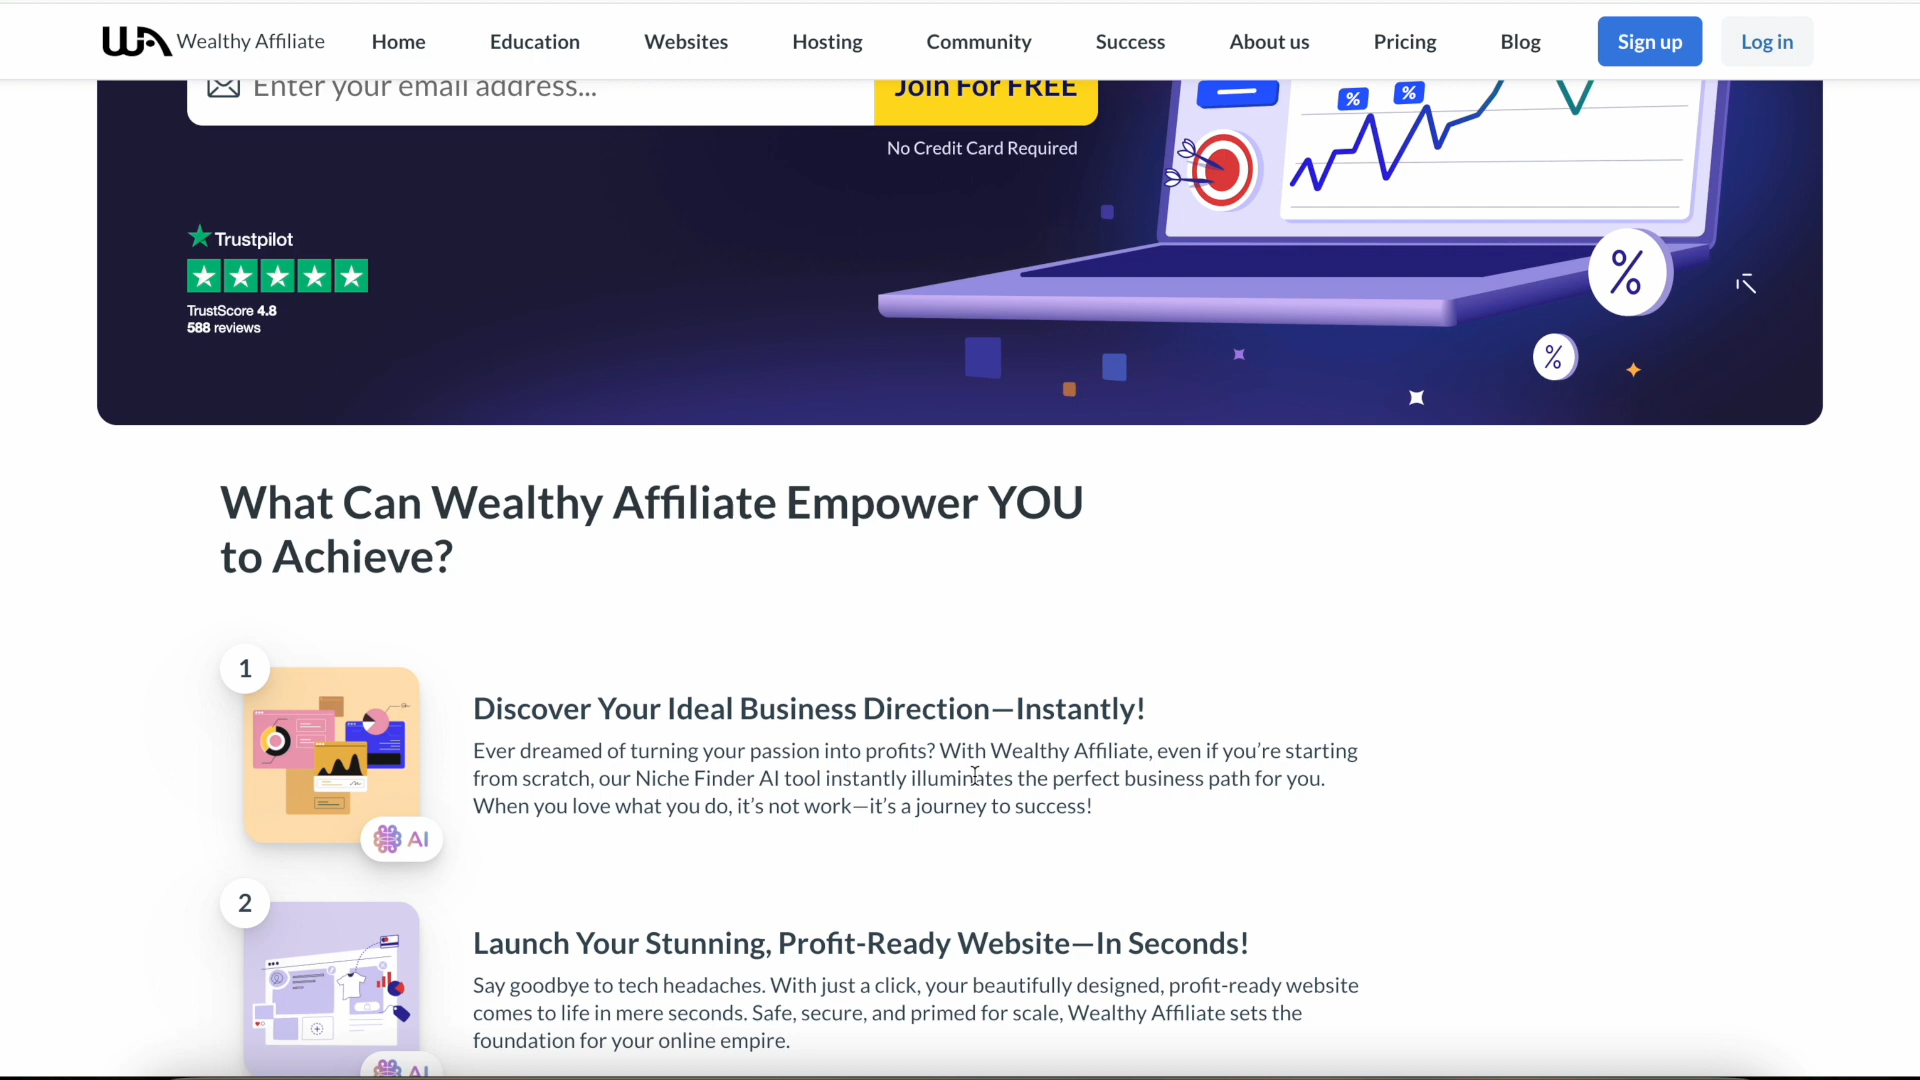 Wealthy Affiliate Home Education Websites Hosting Community Success About us Pricing Blog Sign up Log in
Enter your email address... Join For FREE
No Credit Card Required
% %
Trustpilot
TrustScore 4.8
588 reviews
%
%
What Can Wealthy Affiliate Empower YOU
to Achieve?
1
Discover Your Ideal Business Direction—Instantly!
Ever dreamed of turning your passion into profits? With Wealthy Affiliate, even if you’re starting
from scratch, our Niche Finder AI tool instantly illuminates the perfect business path for you.
When you love what you do, it’s not work—it’s a journey to success!
AI
2
Launch Your Stunning, Profit-Ready Website—In Seconds!
Say goodbye to tech headaches. With just a click, your beautifully designed, profit-ready website
comes to life in mere seconds. Safe, secure, and primed for scale, Wealthy Affiliate sets the
foundation for your online empire.
AI